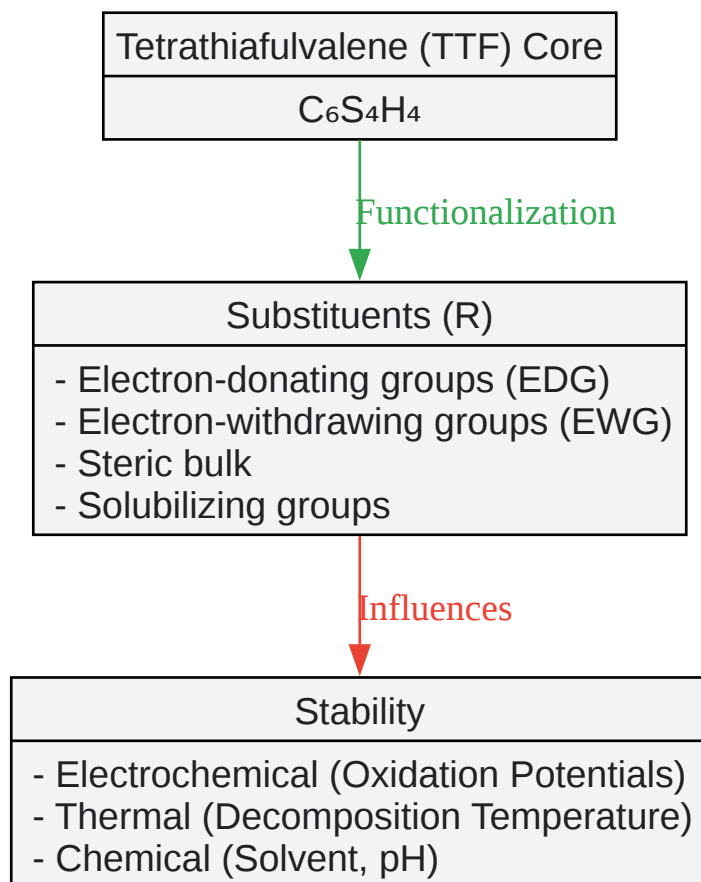 Tetrathiafulvalene (TTF) Core
C₆S₄H₄
Functionalization
Substituents (R)
- Electron-donating groups (EDG)
- Electron-withdrawing groups (EWG)
- Steric bulk
- Solubilizing groups
Influences
Stability
- Electrochemical (Oxidation Potentials)
- Thermal (Decomposition Temperature)
- Chemical (Solvent, pH)